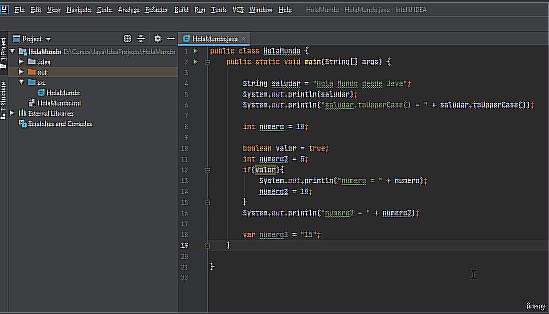 File Edit View Navigate Code Analyze Refactor Build Run Tools VCS Window Help HolaMundo - HolaMundo.java - IntelliJ IDEA
HolaMundo
Project
HolaMundo.java
1: Project
HolaMundo D:\Cursos\Java\IdeaProjects\HolaMundo
.idea
out
src
HolaMundo
HolaMundo.iml
External Libraries
Scratches and Consoles
7: Structure
1 public class HolaMundo {
2 public static void main(String[] args) {
3
4 String saludar = "Hola Mundo desde Java";
5 System.out.println(saludar);
6 System.out.println("saludar.toUpperCase() = " + saludar.toUpperCase());
7
8 int numero = 10;
9
10 boolean valor = true;
11 int numero2 = 5;
12 if(valor){
13 System.out.println("numero = " + numero);
14 numero2 = 10;
15 }
16 System.out.println("numero2 = " + numero2);
17
18 var numero3 = "15";
19 }
20
21 }
22
Udemy